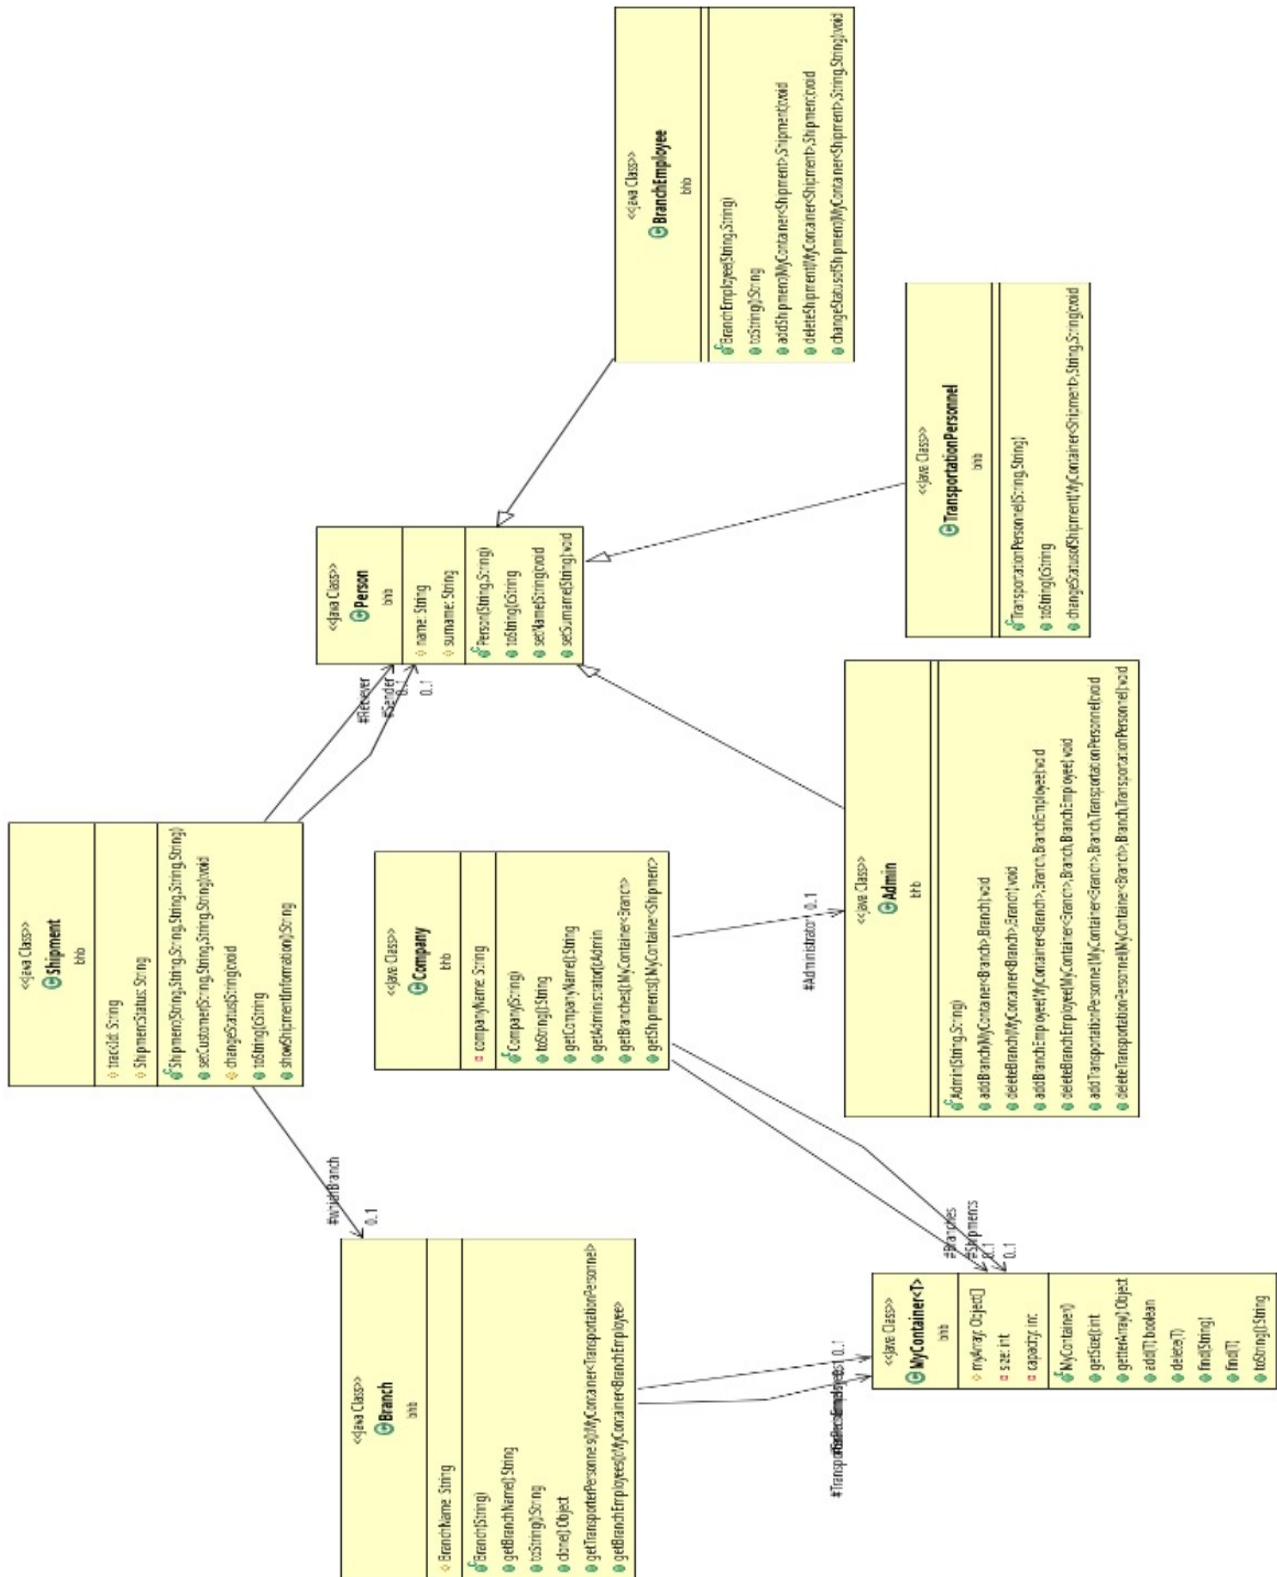 <<Java Class>>
Shipment
bhb
trackId: String
ShipmentStatus: String
Shipment(String,String,String,String,String)
setCustomer(String,String,String,String):void
changeStatus(String):void
toString():String
showShipmentInformation():String
#whichBranch
0..1
#Reciever
#Sender
0..1
0..1
<<Java Class>>
Person
bhb
name: String
surname: String
Person(String,String)
toString():String
setName(String):void
setSurname(String):void
<<Java Class>>
BranchEmployee
bhb
BranchEmployee(String,String)
toString():String
addShipment(MyContainer<Shipment>,Shipment):void
deleteShipment(MyContainer<Shipment>,Shipment):void
changeStatusofShipment(MyContainer<Shipment>,String,String):void
<<Java Class>>
Branch
bhb
BranchName: String
Branch(String)
getBranchName():String
toString():String
clone():Object
getTransporterPersonnels():MyContainer<TransportationPersonnel>
getBranchEmployees():MyContainer<BranchEmployee>
<<Java Class>>
Company
bhb
companyName: String
Company(String)
toString():String
getCompanyName():String
getAdministrator():Admin
getBranches():MyContainer<Branch>
getShipments():MyContainer<Shipment>
#Administrator
0..1
<<Java Class>>
TransportationPersonnel
bhb
TransportationPersonnel(String,String)
toString():String
changeStatusofShipment(MyContainer<Shipment>,String,String):void
0..1
#Branches
#Shipments
0..1
0..1
<<Java Class>>
MyContainer<T>
bhb
myArray: Object[]
size: int
capacity: int
MyContainer()
getSize():int
getterArray():Object
add(T):boolean
delete(T)
find(String)
find(T)
toString():String
<<Java Class>>
Admin
bhb
Admin(String,String)
addBranch(MyContainer<Branch>,Branch):void
deleteBranch(MyContainer<Branch>,Branch):void
addBranchEmployee(MyContainer<Branch>,Branch,BranchEmployee):void
deleteBranchEmployee(MyContainer<Branch>,Branch,BranchEmployee):void
addTransportationPersonnel(MyContainer<Branch>,Branch,TransportationPersonnel):void
deleteTransportationPersonnel(MyContainer<Branch>,Branch,TransportationPersonnel):void